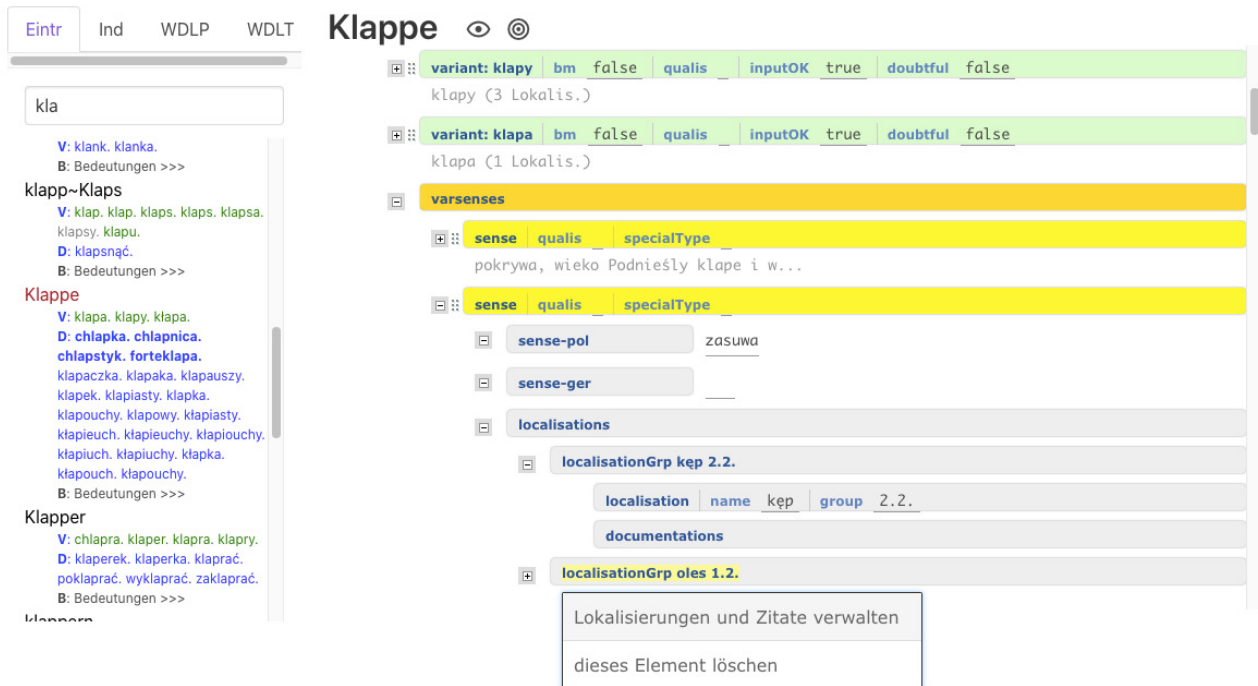 Eintr Ind WDLP WDLT
kla
V: klank. klanka.
B: Bedeutungen >>>
klapp~Klaps
V: klap. klap. klaps. klaps. klapsa.
klapsy. klapu.
D: klapsnąć.
B: Bedeutungen >>>
Klappe
V: klapa. klapy. kłapa.
D: chlapka. chlapnica.
chlapstyk. forteklapa.
klapaczka. klapaka. klapauszy.
klapek. klapiasty. klapka.
klapouchy. klapowy. kłapiasty.
kłapieuch. kłapieuchy. kłapiouchy.
kłapiuch. kłapiuchy. kłapka.
kłapouch. kłapouchy.
B: Bedeutungen >>>
Klapper
V: chlapra. klaper. klapra. klapry.
D: klaperek. klaperka. klaprać.
poklaprać. wyklaprać. zaklaprać.
B: Bedeutungen >>>
klappern
Klappe
variant: klapy bm false qualis _ inputOK true doubtful false
klapy (3 Lokalis.)
variant: klapa bm false qualis _ inputOK true doubtful false
klapa (1 Lokalis.)
varsenses
sense qualis _ specialType _
pokrywa, wieko Podnieśly klape i w...
sense qualis _ specialType _
sense-pol zasuwa
sense-ger
localisations
localisationGrp kęp 2.2.
localisation name kęp group 2.2.
documentations
localisationGrp oles 1.2.
Lokalisierungen und Zitate verwalten
dieses Element löschen